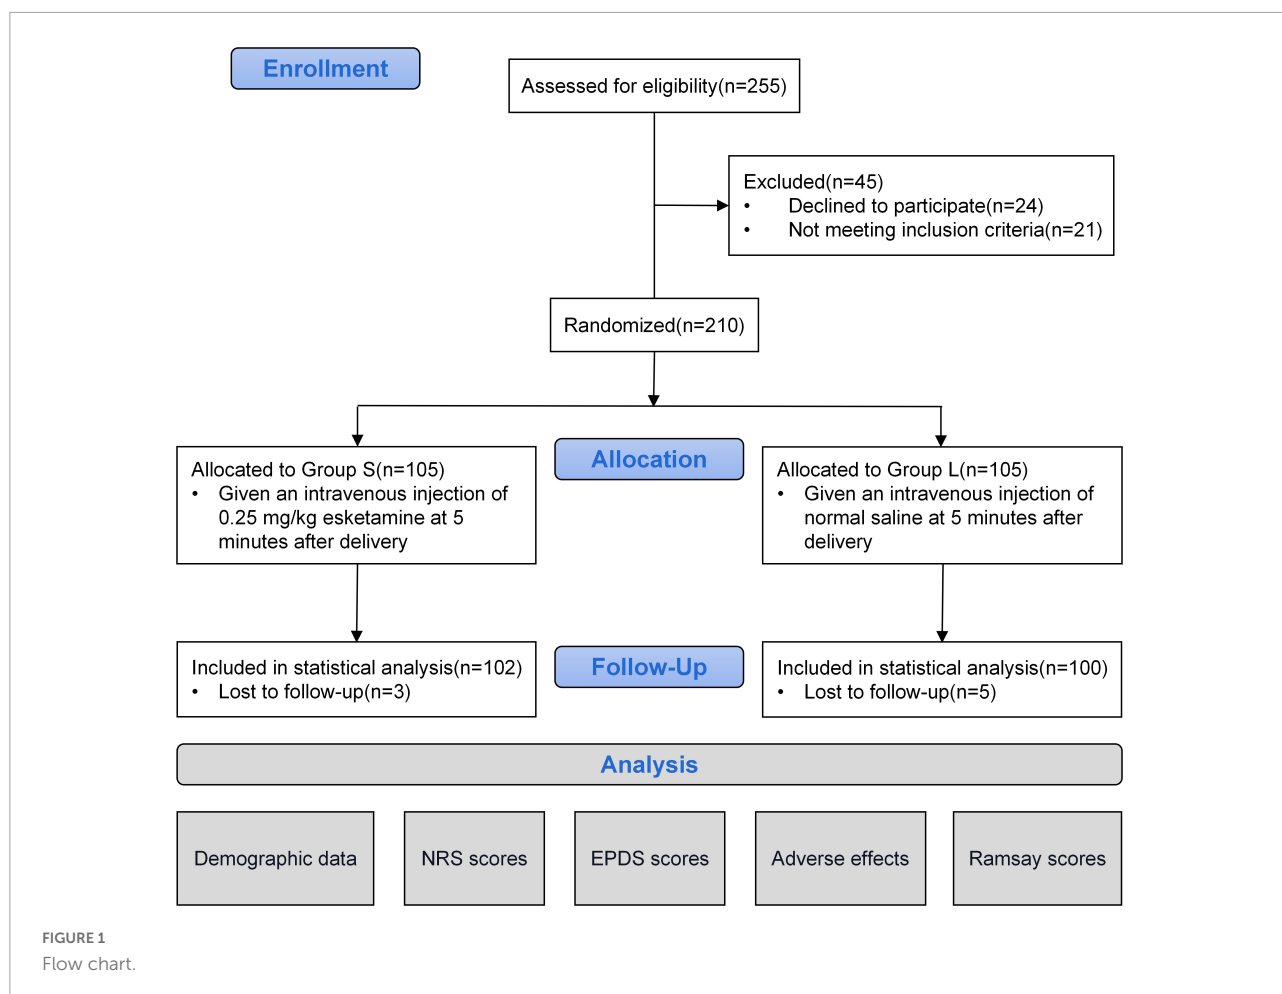 Enrollment
Assessed for eligibility(n=255)
Excluded(n=45)
• Declined to participate(n=24)
• Not meeting inclusion criteria(n=21)
Randomized(n=210)
Allocation
Allocated to Group S(n=105)
• Given an intravenous injection of
0.25 mg/kg esketamine at 5
minutes after delivery
Allocated to Group L(n=105)
• Given an intravenous injection of
normal saline at 5 minutes after
delivery
Follow-Up
Included in statistical analysis(n=102)
• Lost to follow-up(n=3)
Included in statistical analysis(n=100)
• Lost to follow-up(n=5)
Analysis
Demographic data
NRS scores
EPDS scores
Adverse effects
Ramsay scores
FIGURE 1
Flow chart.